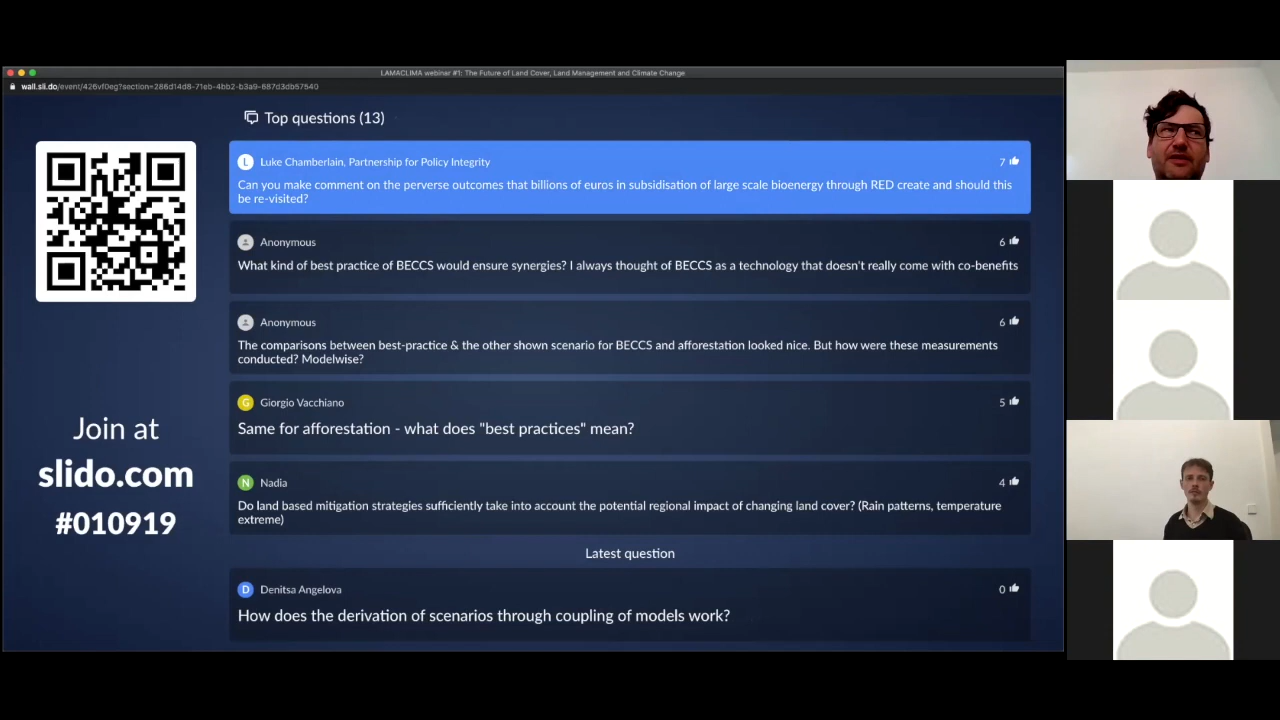 LAMACLIMA webinar #1: The Future of Land Cover, Land Management and Climate Change
wall.sli.do/event/426vf0eg?section=286d14d8-71eb-4bb2-b3a9-687d3db57540
Top questions (13)
L Luke Chamberlain, Partnership for Policy Integrity 7
Can you make comment on the perverse outcomes that billions of euros in subsidisation of large scale bioenergy through RED create and should this
be re-visited?
Anonymous 6
What kind of best practice of BECCS would ensure synergies? I always thought of BECCS as a technology that doesn't really come with co-benefits
Anonymous 6
The comparisons between best-practice & the other shown scenario for BECCS and afforestation looked nice. But how were these measurements
conducted? Modelwise?
G Giorgio Vacchiano 5
Same for afforestation - what does "best practices" mean?
N Nadia 4
Do land based mitigation strategies sufficiently take into account the potential regional impact of changing land cover? (Rain patterns, temperature
extreme)
Latest question
D Denitsa Angelova 0
How does the derivation of scenarios through coupling of models work?
Join at
slido.com
#010919